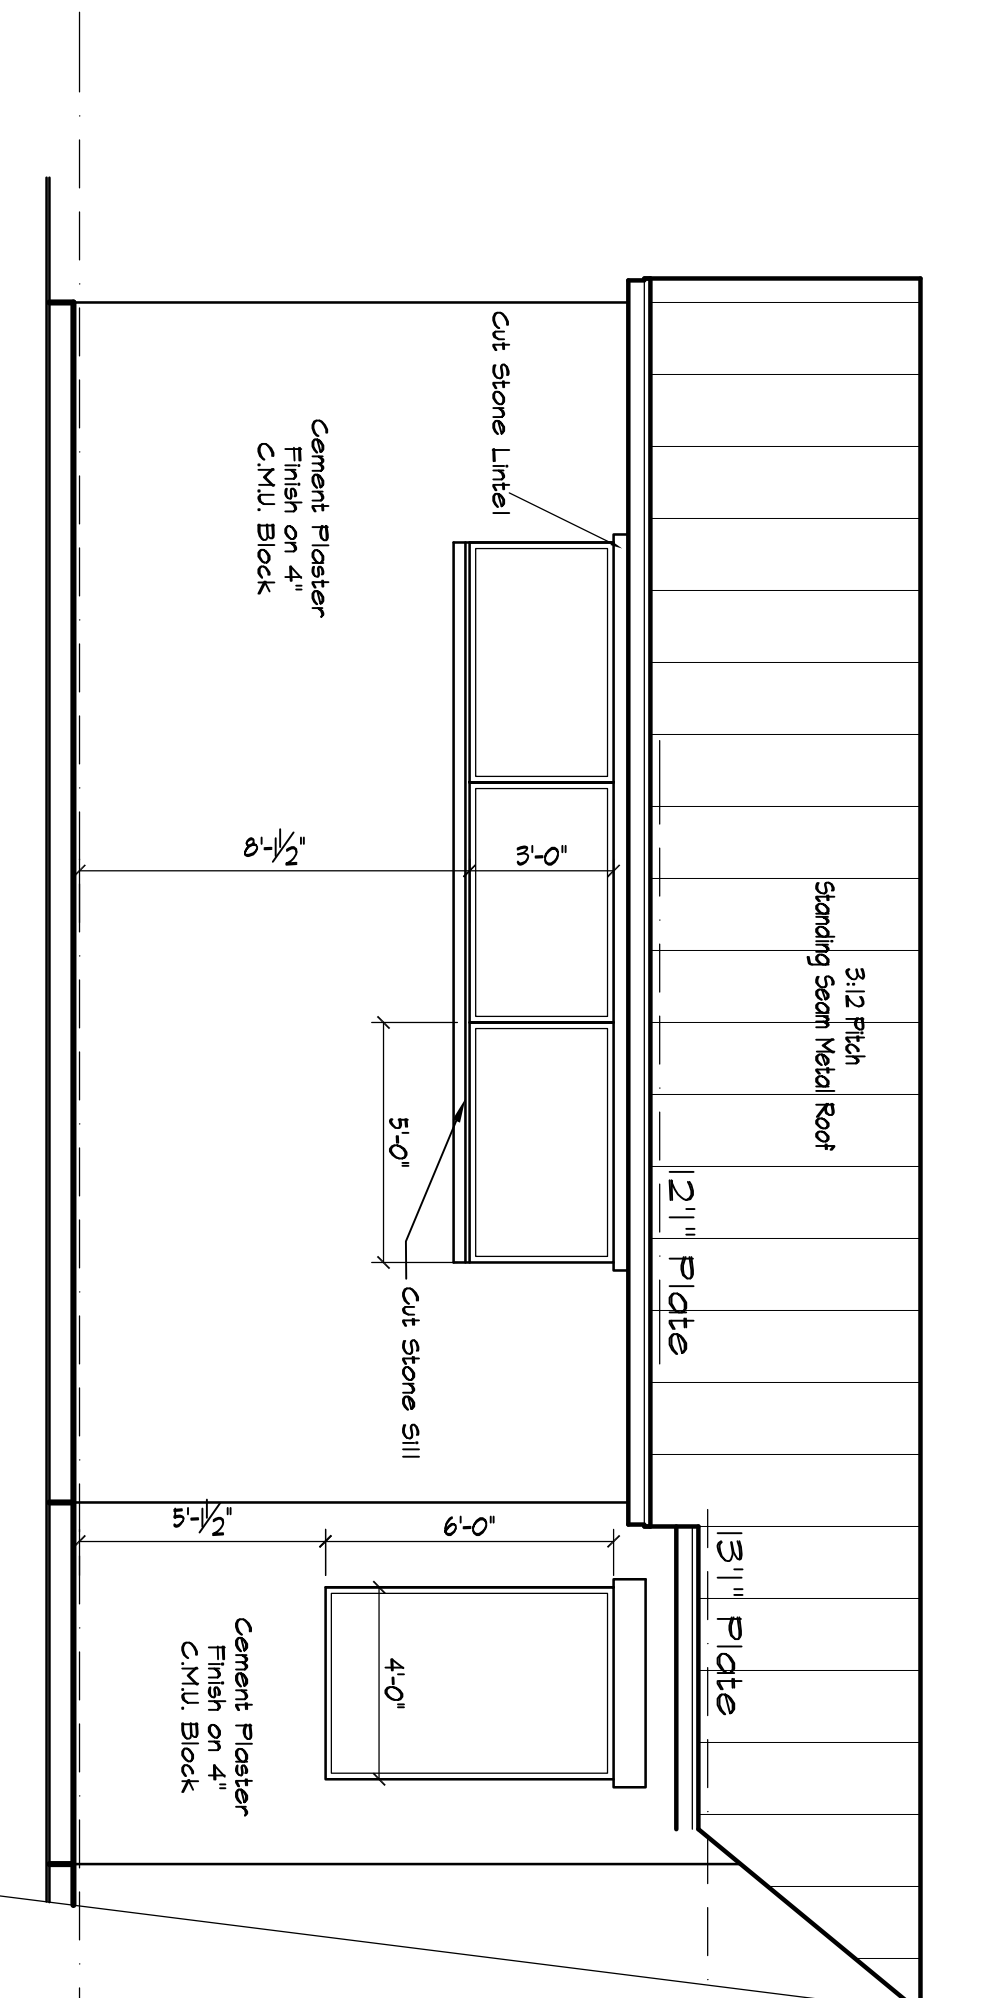 3:12 Pitch
Standing Seam Metal Roof
12'1" Plate
13'1" Plate
Cut Stone Lintel
3'-0"
6'-0"
Cement Plaster
Finish on 4"
C.M.U. Block
8'-1/2"
5'-0"
Cut Stone Sill
4'-0"
5'-1/2"
Cement Plaster
Finish on 4"
C.M.U. Block